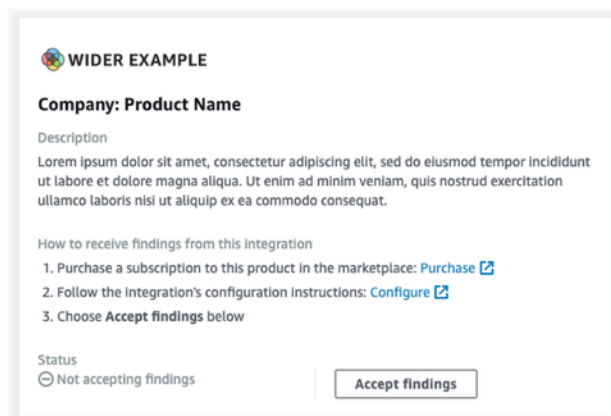 WIDER EXAMPLE
Company: Product Name
Description
Lorem ipsum dolor sit amet, consectetur adipiscing elit, sed do eiusmod tempor incididunt
ut labore et dolore magna aliqua. Ut enim ad minim veniam, quis nostrud exercitation
ullamco laboris nisi ut aliquip ex ea commodo consequat.
How to receive findings from this integration
1. Purchase a subscription to this product in the marketplace: Purchase
2. Follow the integration's configuration instructions: Configure
3. Choose Accept findings below
Status
Not accepting findings
Accept findings